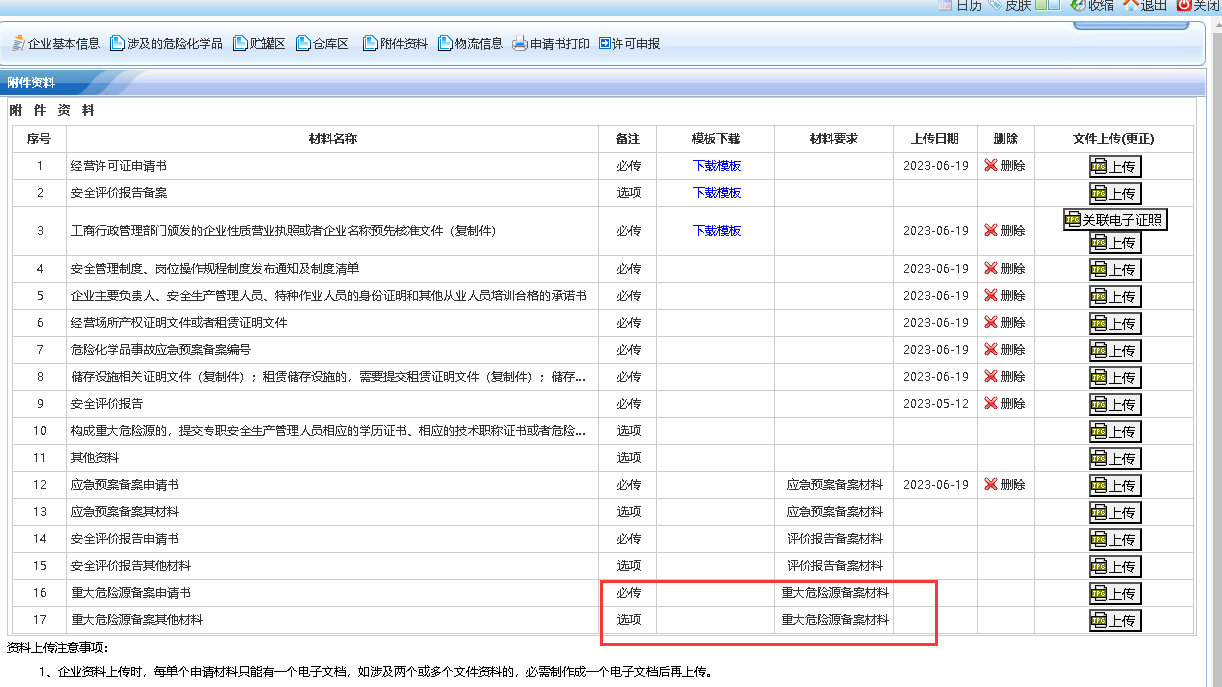 日历 皮肤 收缩 退出 关闭
企业基本信息 涉及的危险化学品 贮罐区 仓库区 附件资料 物流信息 申请书打印 许可申报
附件资料
附 件 资 料
序号 材料名称 备注 模板下载 材料要求 上传日期 删除 文件上传(更正)
1 经营许可证申请书 必传 下载模板 2023-06-19 删除 上传
2 安全评价报告备案 选项 下载模板 上传
3 工商行政管理部门颁发的企业性质营业执照或者企业名称预先核准文件（复制件） 必传 下载模板 2023-06-19 删除 关联电子证照
上传
4 安全管理制度、岗位操作规程制度发布通知及制度清单 必传 2023-06-19 删除 上传
5 企业主要负责人、安全生产管理人员、特种作业人员的身份证明和其他从业人员培训合格的承诺书 必传 2023-06-19 删除 上传
6 经营场所产权证明文件或者租赁证明文件 必传 2023-06-19 删除 上传
7 危险化学品事故应急预案备案编号 必传 2023-06-19 删除 上传
8 储存设施相关证明文件（复制件）；租赁储存设施的，需要提交租赁证明文件（复制件）；储存... 必传 2023-06-19 删除 上传
9 安全评价报告 必传 2023-05-12 删除 上传
10 构成重大危险源的，提交专职安全生产管理人员相应的学历证书、相应的技术职称证书或者危险... 选项 上传
11 其他资料 选项 上传
12 应急预案备案申请书 必传 应急预案备案材料 2023-06-19 删除 上传
13 应急预案备案其材料 选项 应急预案备案材料 上传
14 安全评价报告申请书 必传 评价报告备案材料 上传
15 安全评价报告其他材料 选项 评价报告备案材料 上传
16 重大危险源备案申请书 必传 重大危险源备案材料 上传
17 重大危险源备案其他材料 选项 重大危险源备案材料 上传
资料上传注意事项：
1、企业资料上传时，每单个申请材料只能有一个电子文档，如涉及两个或多个文件资料的，必需制作成一个电子文档后再上传。